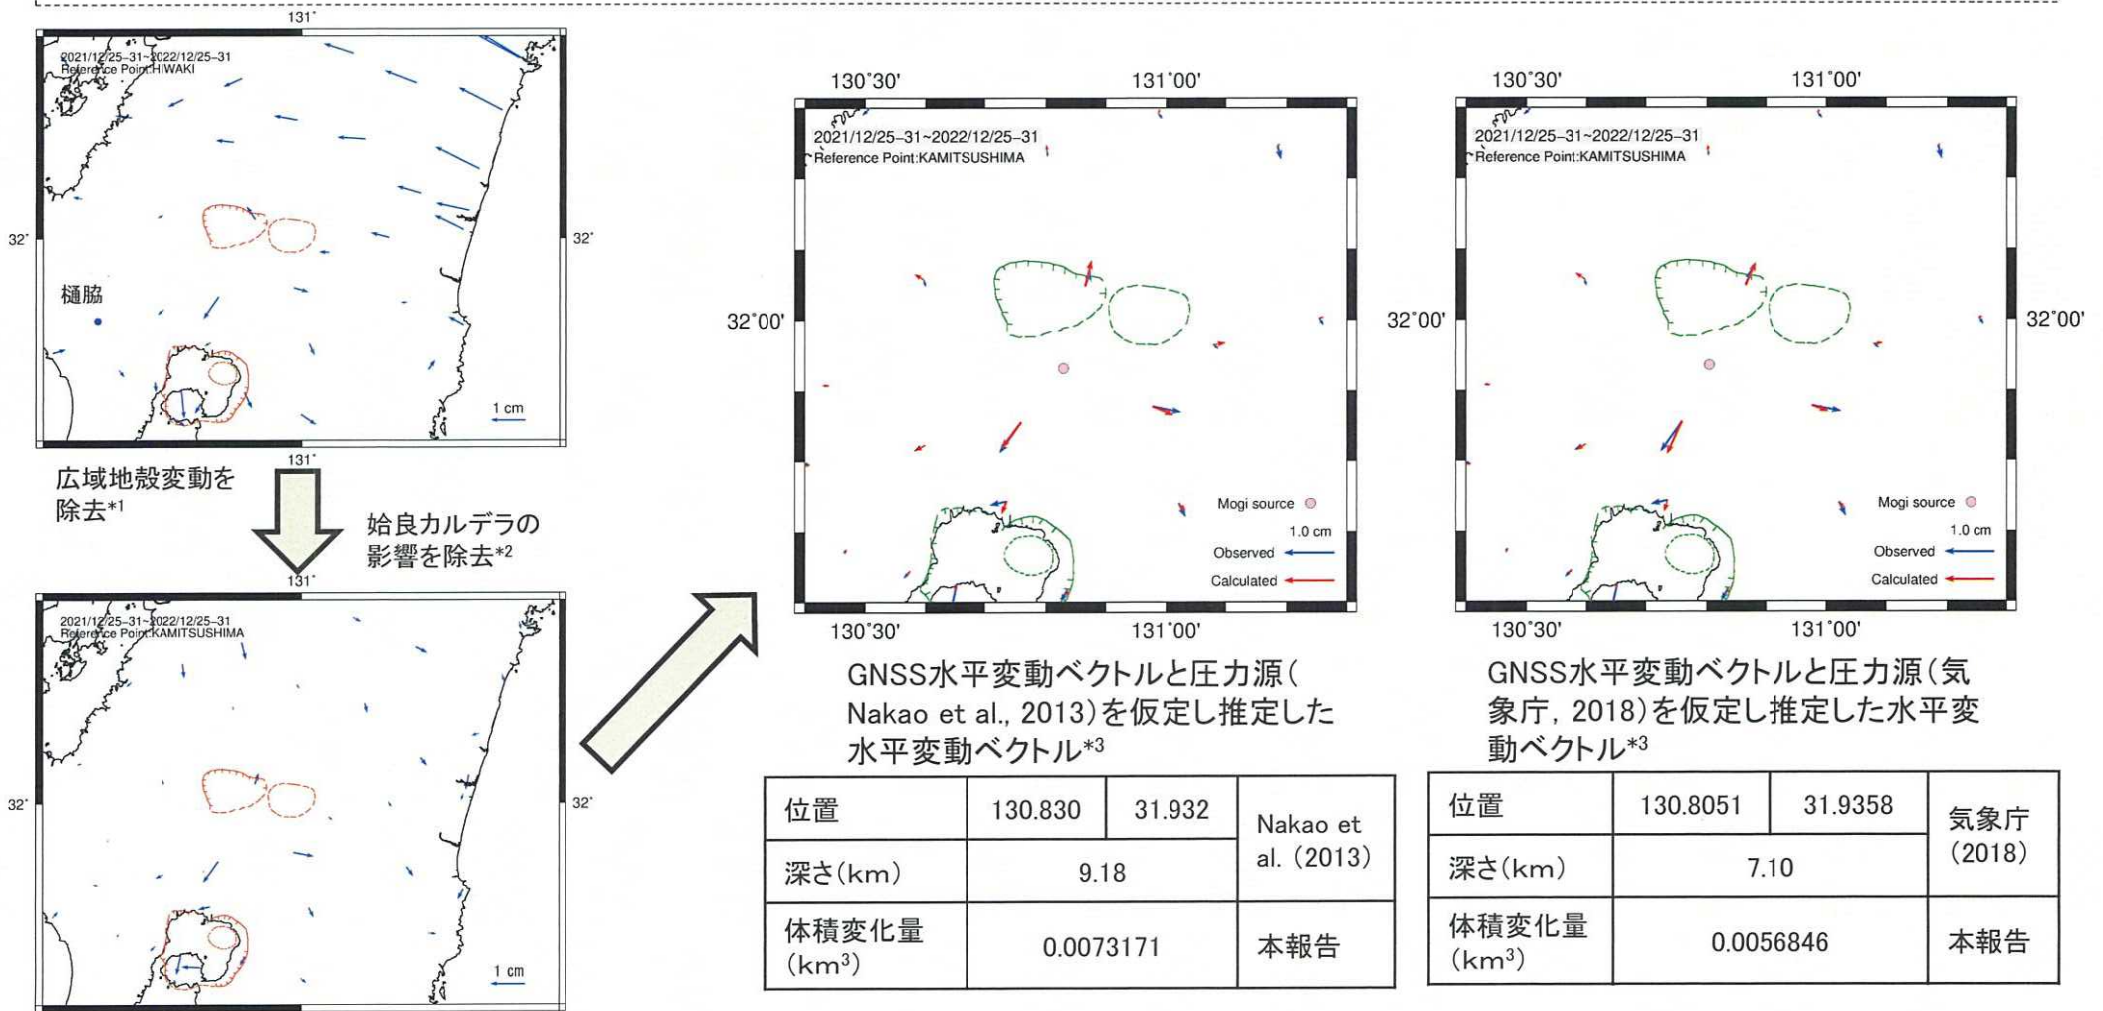 131°
2021/12/25-31~2022/12/25-31
Reference Point:HIWAKI
32°
32°
樋脇
1 cm
131°
広域地殻変動を
除去*1
姶良カルデラの
影響を除去*2
131°
2021/12/25-31~2022/12/25-31
Reference Point:KAMITSUSHIMA
32°
32°
1 cm
130°30'
131°00'
2021/12/25-31~2022/12/25-31
Reference Point:KAMITSUSHIMA
32°00'
Mogi source
1.0 cm
Observed
Calculated
130°30'
131°00'
GNSS水平変動ベクトルと圧力源(
Nakao et al., 2013)を仮定し推定した
水平変動ベクトル*3
位置
130.830
31.932
Nakao et
al. (2013)
深さ(km)
9.18
体積変化量
(km³)
0.0073171
本報告
130°30'
131°00'
2021/12/25-31~2022/12/25-31
Reference Point:KAMITSUSHIMA
32°00'
32°00'
Mogi source
1.0 cm
Observed
Calculated
130°30'
131°00'
GNSS水平変動ベクトルと圧力源(気
象庁, 2018)を仮定し推定した水平変
動ベクトル*3
位置
130.8051
31.9358
気象庁
(2018)
深さ(km)
7.10
体積変化量
(km³)
0.0056846
本報告